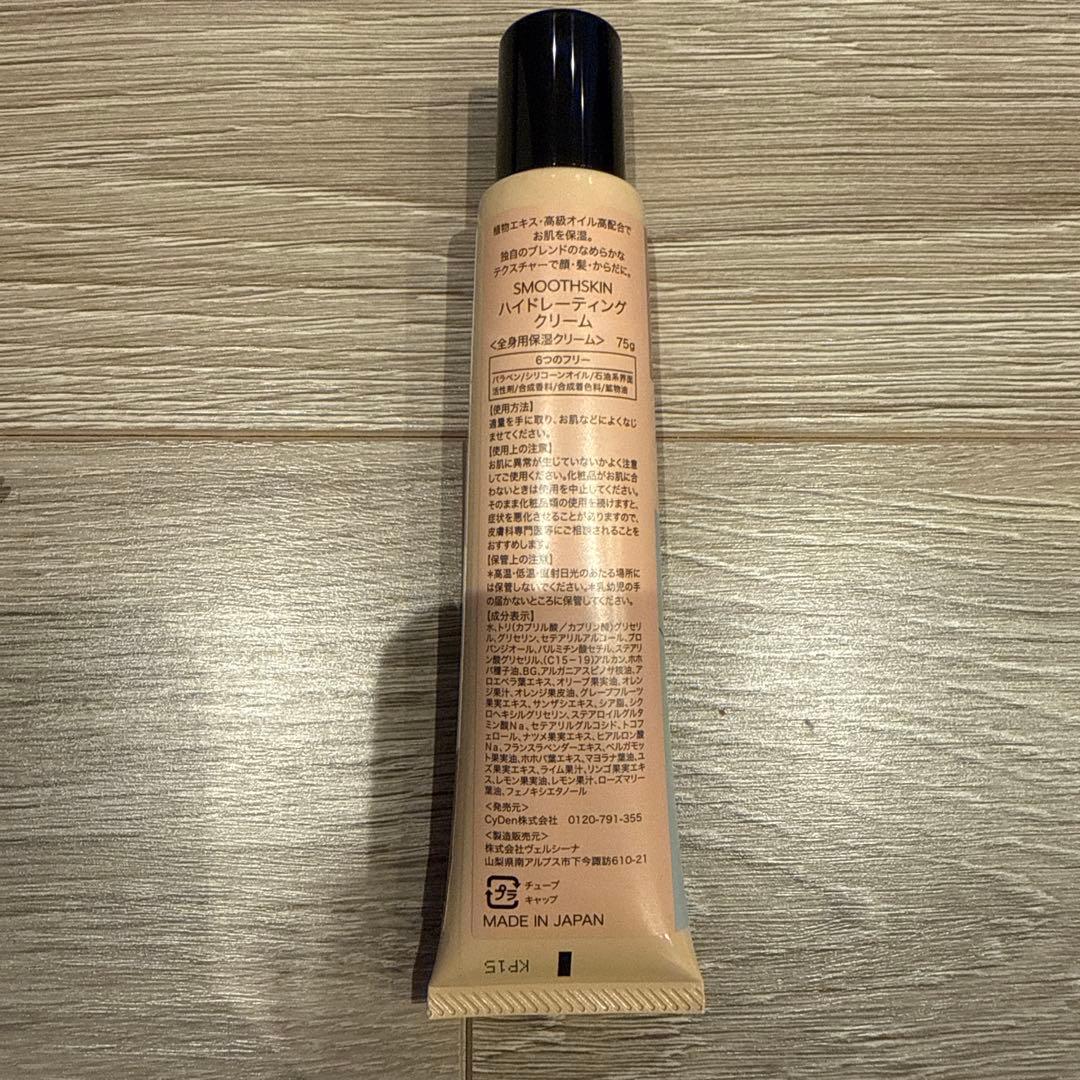 植物エキス・高級オイル高配合で
お肌を保湿。
独自のブレンドのなめらかな
テクスチャーで顔・髪・からだに。
SMOOTHSKIN
ハイドレーティング
クリーム
<全身用保湿クリーム> 75g
6つのフリー
パラベン/シリコーンオイル/石油系界面
活性剤/合成香料/合成着色料/鉱物油
【使用方法】
適量を手に取り、お肌などによくなじ
ませてください。
【使用上の注意】
お肌に異常が生じていないかよく注意
してご使用ください。化粧品がお肌に合
わないときは使用を中止してください。
そのまま化粧品類の使用を続けますと、
症状を悪化させることがありますので、
皮膚科専門医等にご相談されることを
おすすめします。
【保管上の注意】
*高温・低温・直射日光のあたる場所に
は保管しないでください。*乳幼児の手
の届かないところに保管してください。
【成分表示】
水、トリ(カプリル酸/カプリン酸)グリセリ
ル、グリセリン、セテアリルアルコール、プロ
パンジオール、パルミチン酸セチル、ステアリ
ン酸グリセリル、(C15-19)アルカン、ホホ
バ種子油、BG、アルガニアスピノサ核油、ア
ロエベラ葉エキス、オリーブ果実油、オレン
ジ果汁、オレンジ果皮油、グレープフルーツ
果実エキス、サンザシエキス、シア脂、シク
ロヘキシルグリセリン、ステアロイルグルタ
ミン酸Na、セテアリルグルコシド、トコフ
ェロール、ナツメ果実エキス、ヒアルロン酸
Na、フランスラベンダーエキス、ベルガモッ
ト果実油、ホホバ葉エキス、マヨラナ葉油、ユ
ズ果実エキス、ライム果汁、リンゴ果実エキ
ス、レモン果実油、レモン果汁、ローズマリー
葉油、フェノキシエタノール
<発売元>
CyDen株式会社 0120-791-355
<製造販売元>
株式会社ヴェルシーナ
山梨県南アルプス市下今諏訪610-21
プラ チューブ
キャップ
MADE IN JAPAN
KP15